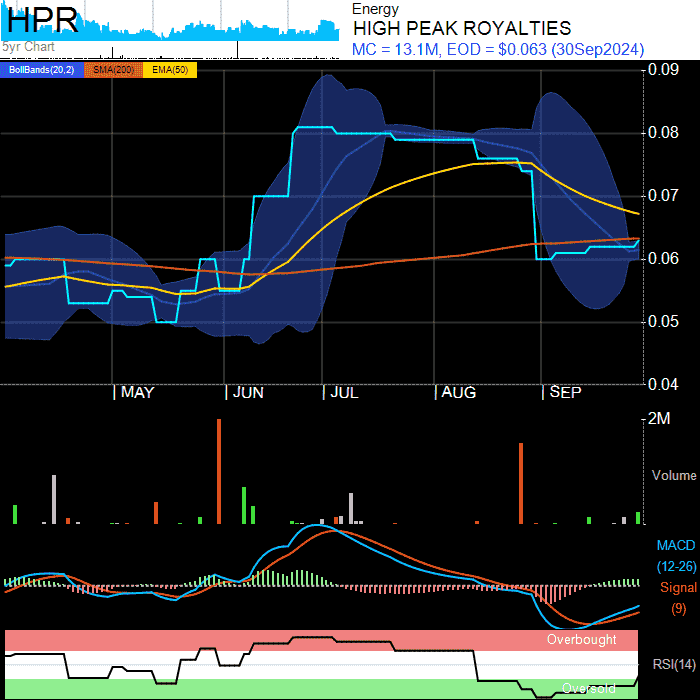 HPR
5yr Chart
Energy
HIGH PEAK ROYALTIES
MC = 13.1M, EOD = $0.063 (30Sep2024)
BollBands(20,2) SMA(200) EMA(50)
0.09
0.08
0.07
0.06
0.05
0.04
MAY JUN JUL AUG SEP
2M
Volume
MACD
(12-26)
Signal
(9)
Overbought
RSI(14)
Oversold